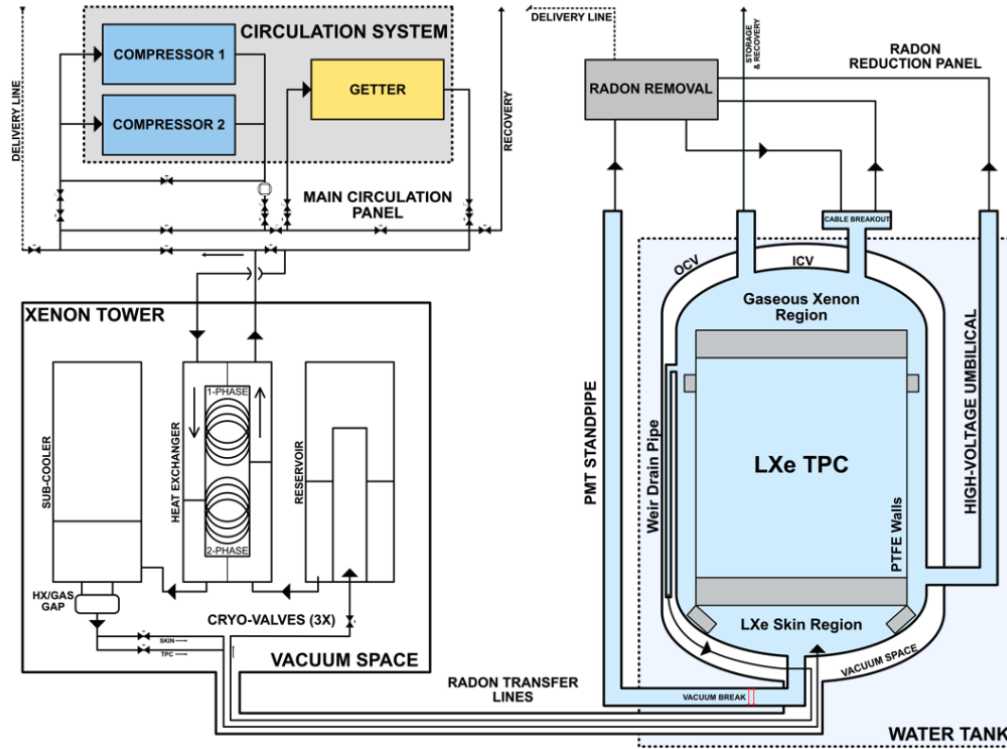 DELIVERY LINE
CIRCULATION SYSTEM
COMPRESSOR 1
COMPRESSOR 2
GETTER
RECOVERY
MAIN CIRCULATION
PANEL
DELIVERY LINE
STORAGE
& RECOVERY
RADON
REDUCTION PANEL
RADON REMOVAL
CABLE BREAKOUT
OCV
ICV
Gaseous Xenon
Region
XENON TOWER
SUB-COOLER
HEAT EXCHANGER
1-PHASE
2-PHASE
RESERVOIR
HX/GAS
GAP
CRYO-VALVES (3X)
SKIN
TPC
VACUUM SPACE
RADON TRANSFER
LINES
PMT STANDPIPE
Weir Drain Pipe
LXe TPC
PTFE Walls
HIGH-VOLTAGE UMBILICAL
LXe Skin Region
VACUUM SPACE
VACUUM BREAK
WATER TANK